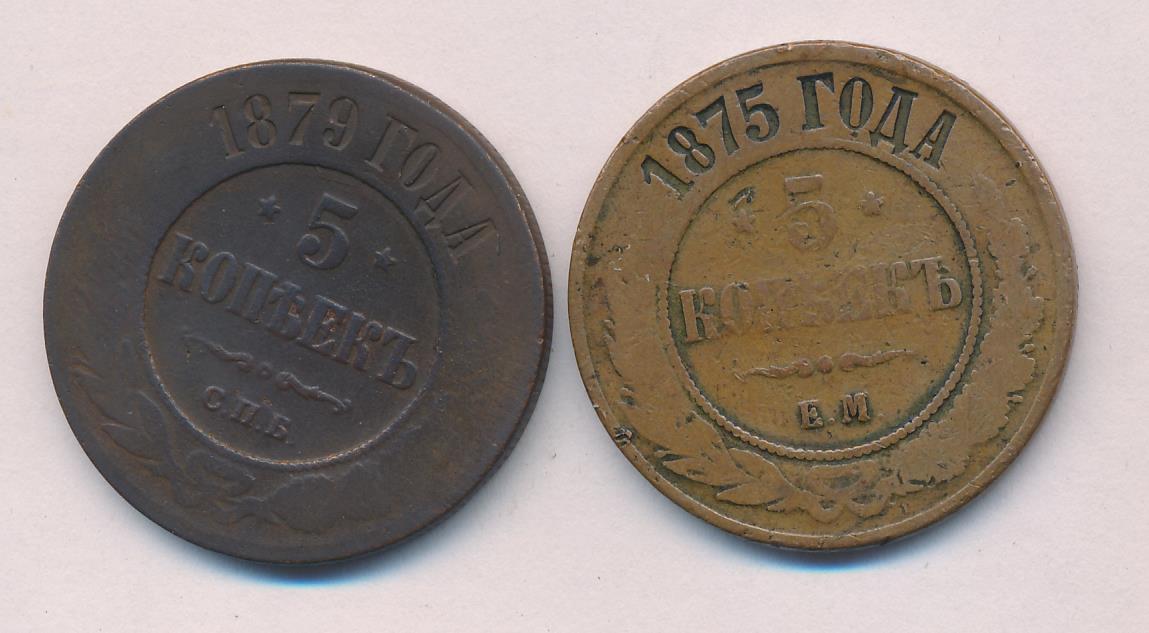 1879 ГОДА
* 5 *
КОПѢЕКЪ
С.П.Б.
1875 ГОДА
* 5 *
КОПѢЕКЪ
Е.М